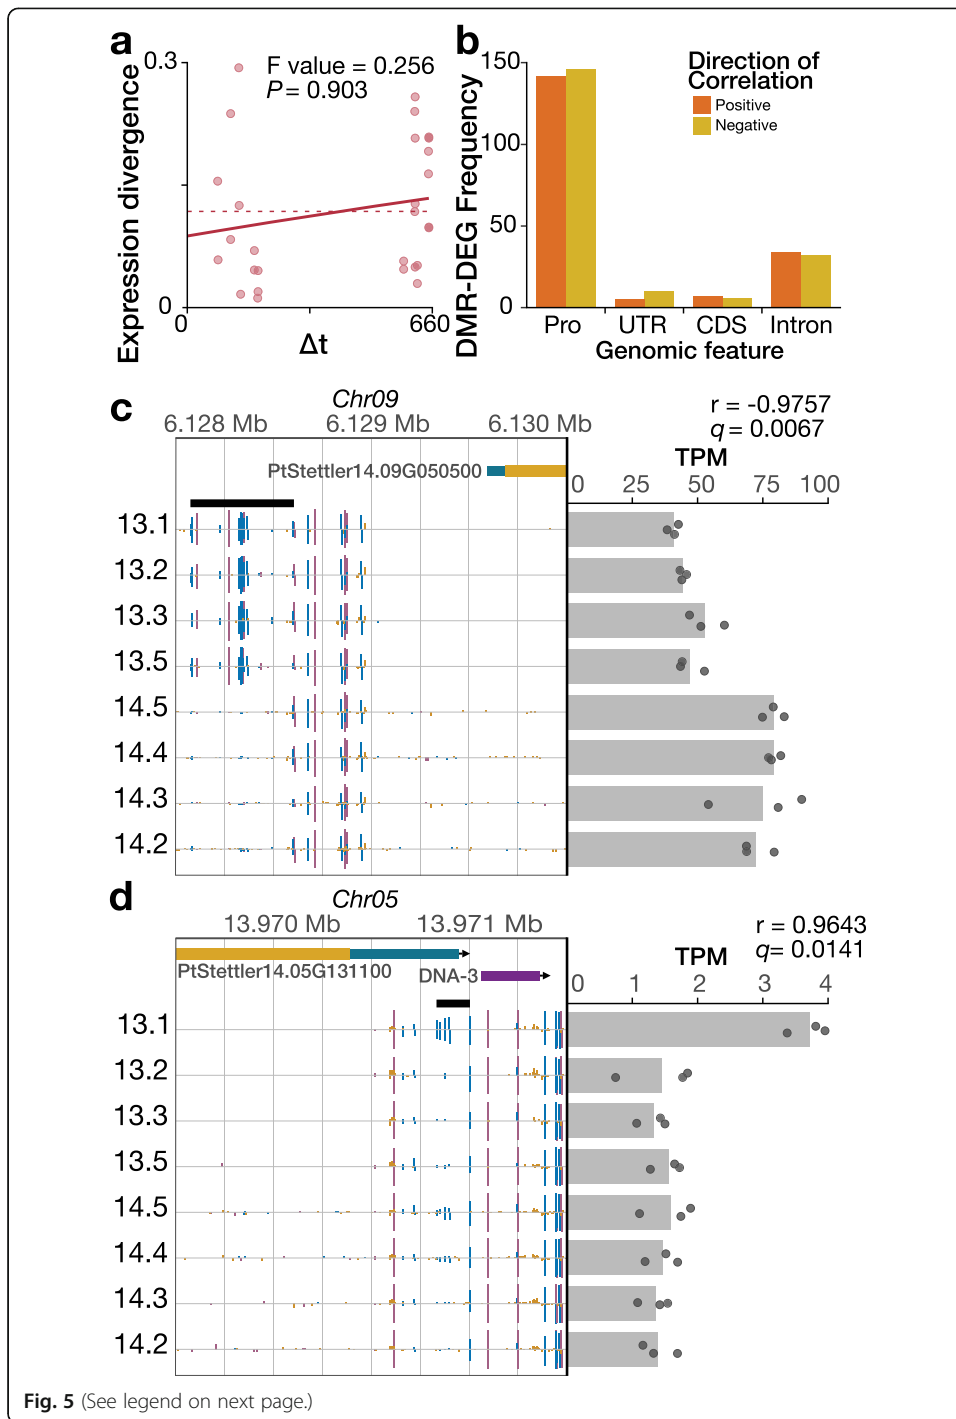 a
0.3
F value = 0.256
P = 0.903
Expression divergence
0
0
660
Δt
b
150
100
50
0
DMR-DEG Frequency
Direction of
Correlation
Positive
Negative
Pro UTR CDS Intron
Genomic feature
c
Chr09
6.128 Mb 6.129 Mb 6.130 Mb
r = -0.9757
q = 0.0067
TPM
0 25 50 75 100
PtStettler14.09G050500
13.1
13.2
13.3
13.5
14.5
14.4
14.3
14.2
d
Chr05
13.970 Mb 13.971 Mb
r = 0.9643
q= 0.0141
TPM
0 1 2 3 4
PtStettler14.05G131100
DNA-3
13.1
13.2
13.3
13.5
14.5
14.4
14.3
14.2
Fig. 5 (See legend on next page.)